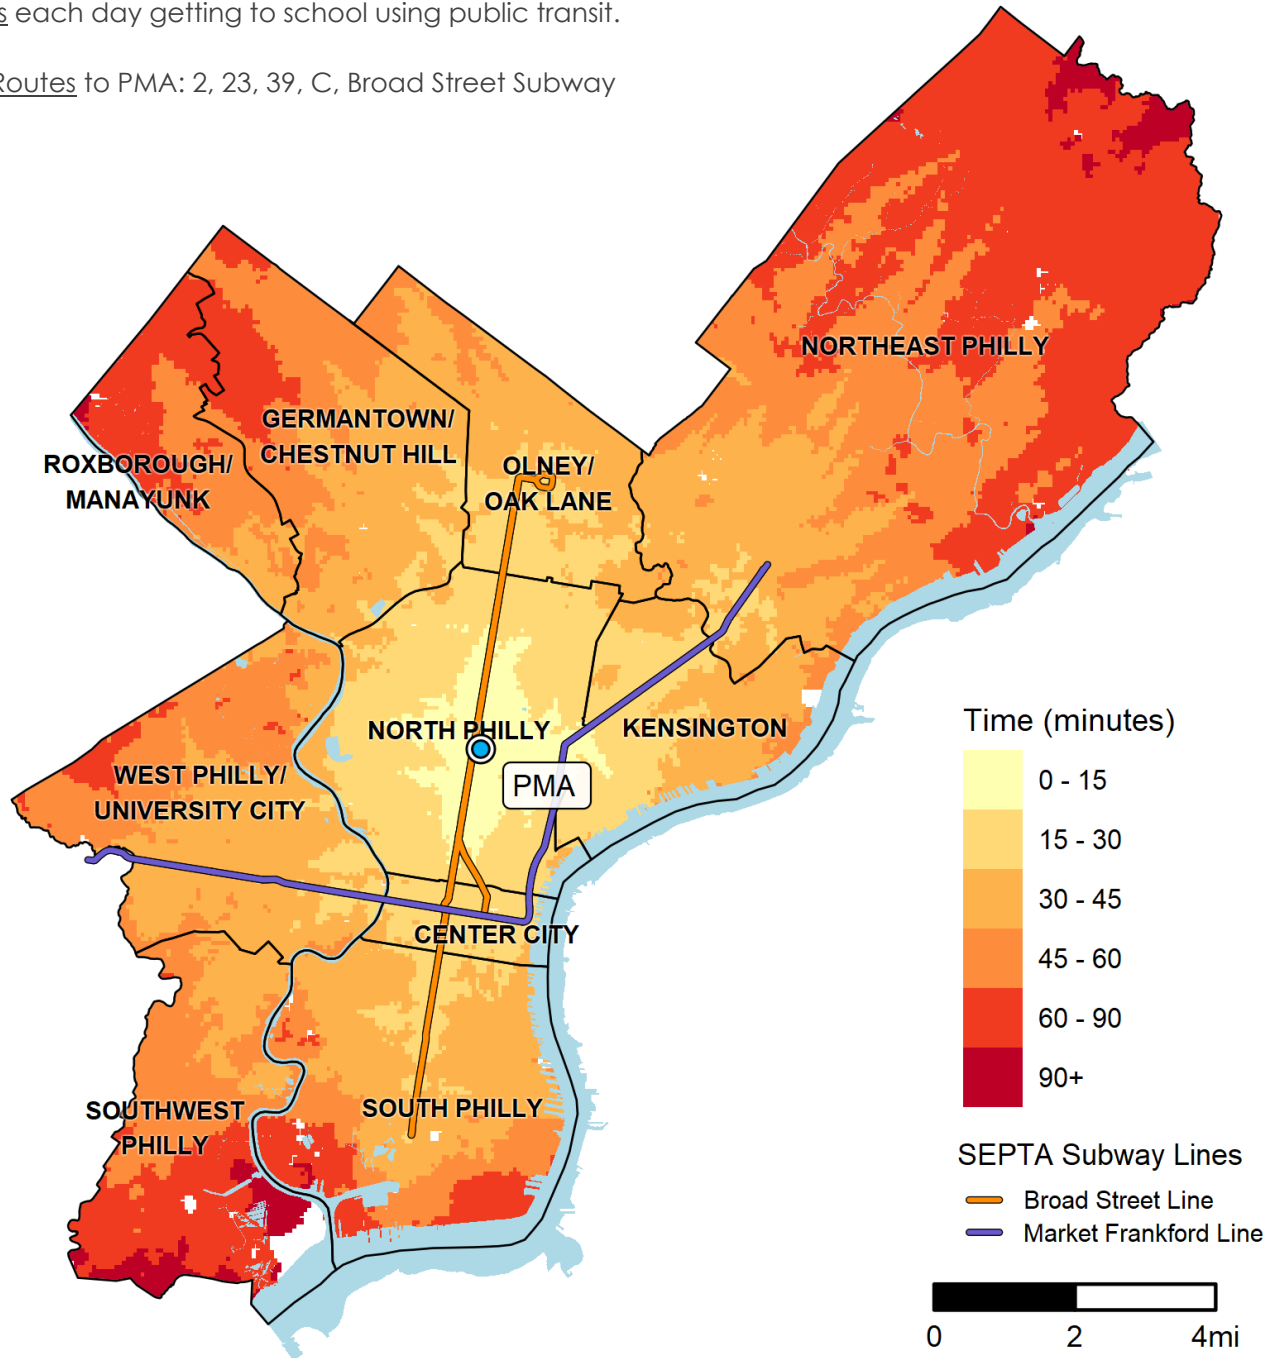 s each day getting to school using public transit.
Routes to PMA: 2, 23, 39, C, Broad Street Subway
NORTHEAST PHILLY
GERMANTOWN/
CHESTNUT HILL
ROXBOROUGH/
MANAYUNK
OLNEY/
OAK LANE
NORTH PHILLY
KENSINGTON
PMA
WEST PHILLY/
UNIVERSITY CITY
CENTER CITY
SOUTHWEST
PHILLY
SOUTH PHILLY
Time (minutes)
0 - 15
15 - 30
30 - 45
45 - 60
60 - 90
90+
SEPTA Subway Lines
Broad Street Line
Market Frankford Line
0 2 4mi